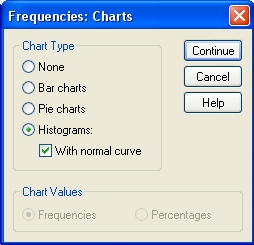 Frequencies: Charts
Chart Type
None
Bar charts
Pie charts
Histograms:
With normal curve
Continue
Cancel
Help
Chart Values
Frequencies
Percentages